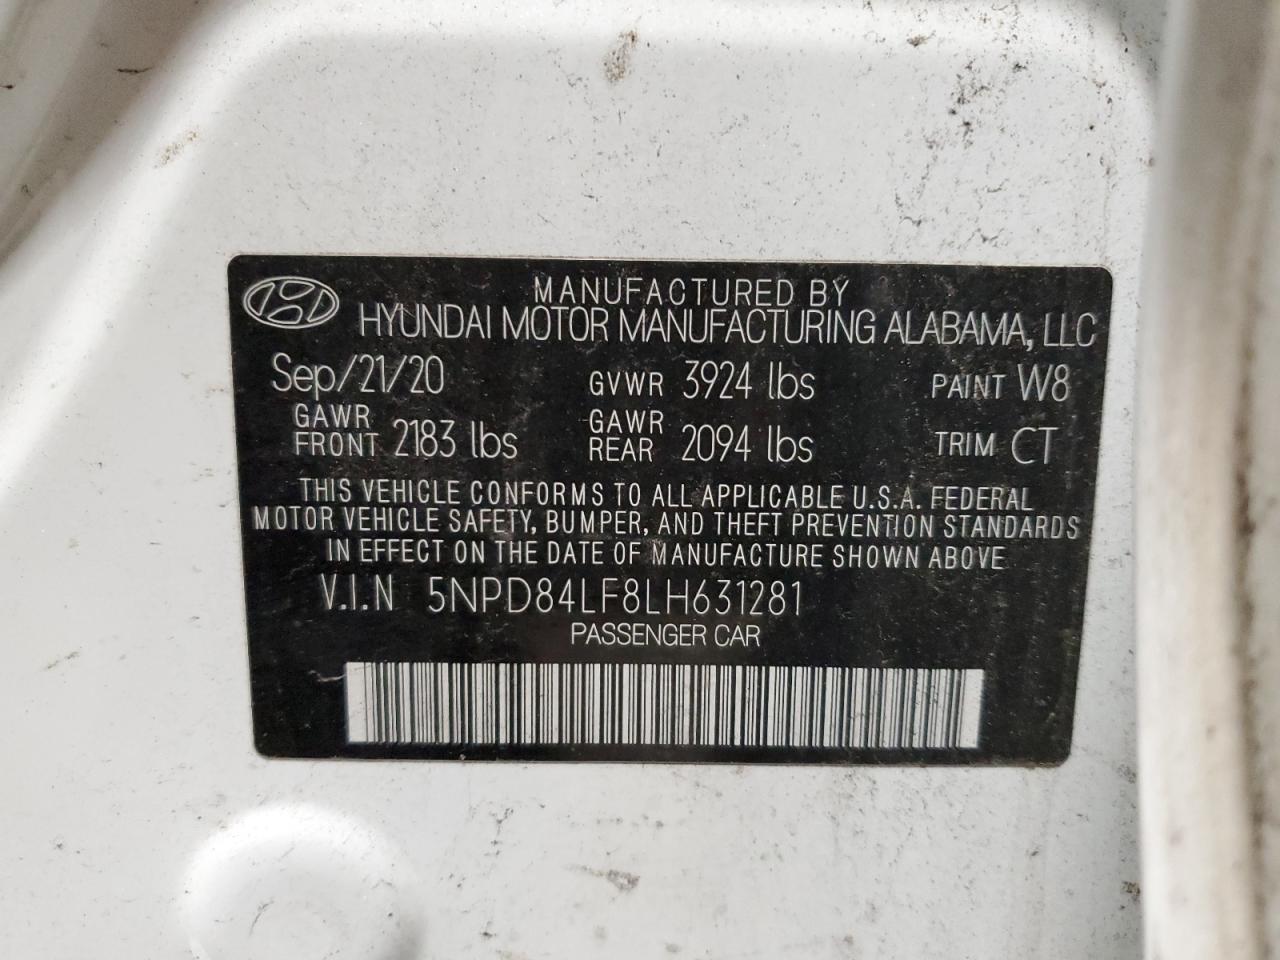 MANUFACTURED BY
HYUNDAI MOTOR MANUFACTURING ALABAMA, LLC
Sep/21/20 GVWR 3924 lbs PAINT W8
GAWR FRONT 2183 lbs GAWR REAR 2094 lbs TRIM CT
THIS VEHICLE CONFORMS TO ALL APPLICABLE U.S.A. FEDERAL
MOTOR VEHICLE SAFETY, BUMPER, AND THEFT PREVENTION STANDARDS
IN EFFECT ON THE DATE OF MANUFACTURE SHOWN ABOVE
V.I.N 5NPD84LF8LH631281
PASSENGER CAR